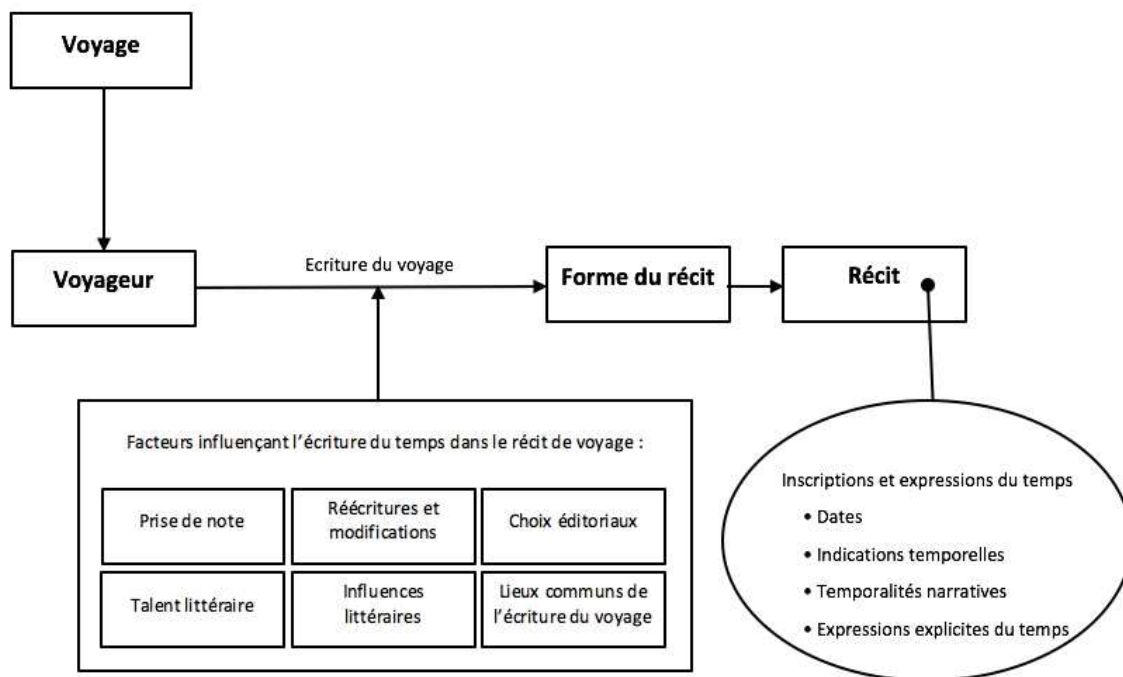 Voyage
Voyageur
Ecriture du voyage
Forme du récit
Récit
Facteurs influençant l'écriture du temps dans le récit de voyage :
Prise de note
Réécritures et
modifications
Choix éditoriaux
Talent littéraire
Influences
littéraires
Lieux communs de
l'écriture du voyage
Inscriptions et expressions du temps
• Dates
• Indications temporelles
• Temporalités narratives
• Expressions explicites du temps